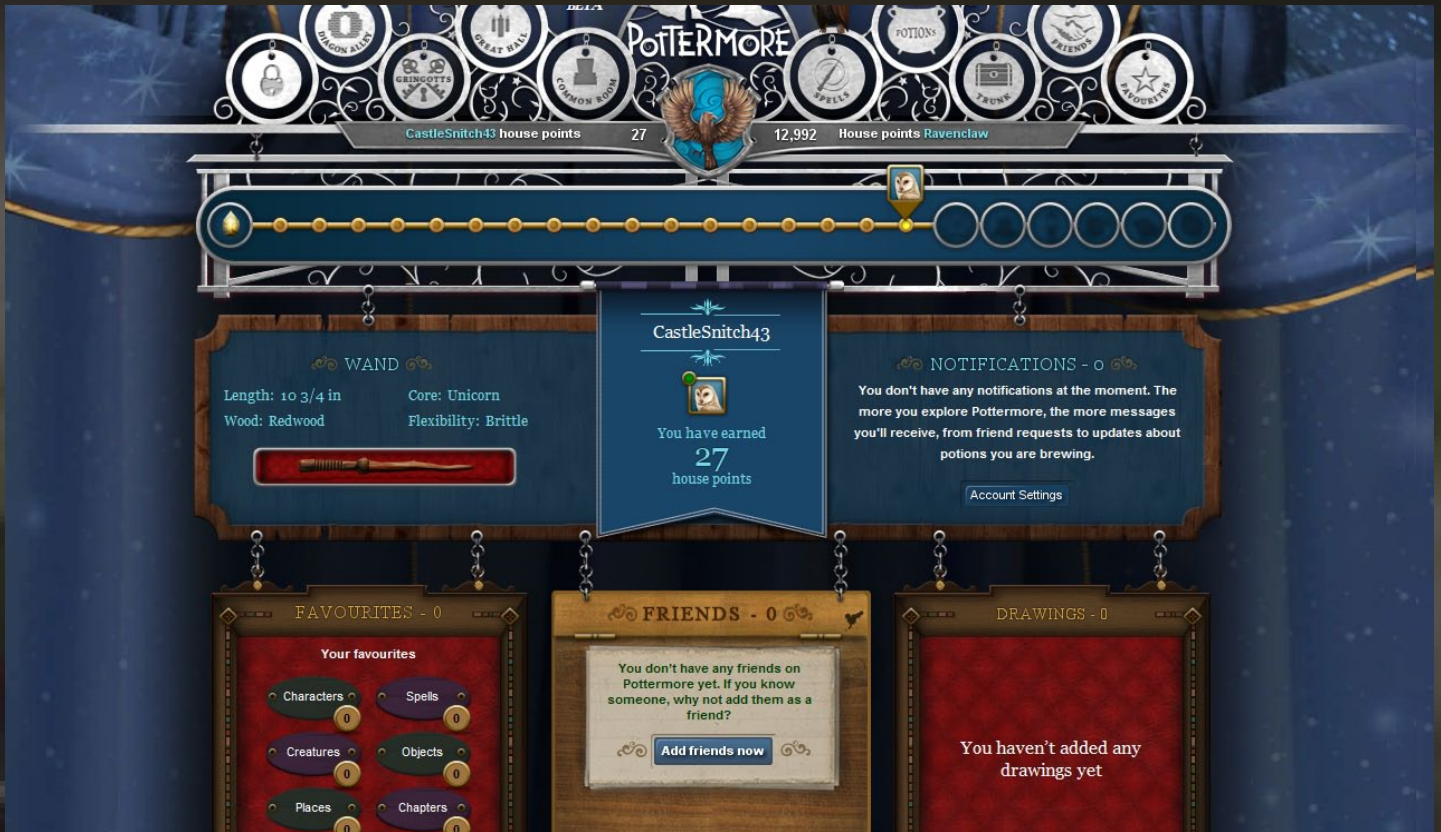 BETA
POTTERMORE
DIAGON ALLEY
GREAT HALL
GRINGOTTS
COMMON ROOM
SPELLS
POTIONS
TRUNK
FRIENDS
FAVOURITES
CastleSnitch43 house points 27
12,992 House points Ravenclaw
WAND
Length: 10 3/4 in Core: Unicorn
Wood: Redwood Flexibility: Brittle
CastleSnitch43
You have earned
27
house points
NOTIFICATIONS - 0
You don't have any notifications at the moment. The
more you explore Pottermore, the more messages
you'll receive, from friend requests to updates about
potions you are brewing.
Account Settings
FAVOURITES - 0
Your favourites
Characters 0 Spells 0
Creatures 0 Objects 0
Places 0 Chapters 0
FRIENDS - 0
You don't have any friends on
Pottermore yet. If you know
someone, why not add them as a
friend?
Add friends now
DRAWINGS - 0
You haven't added any
drawings yet